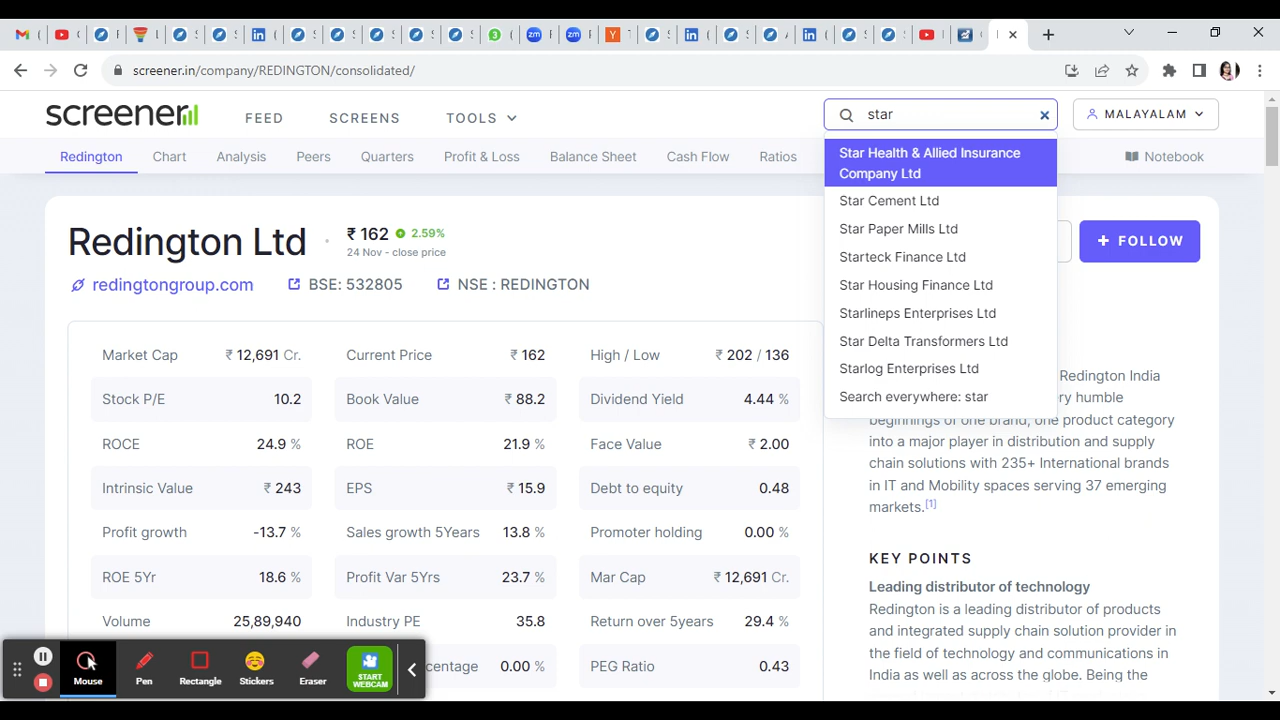 screener.in/company/REDINGTON/consolidated/
screener
FEED
SCREENS
TOOLS
star
MALAYALAM
Redington
Chart
Analysis
Peers
Quarters
Profit & Loss
Balance Sheet
Cash Flow
Ratios
Notebook
Star Health & Allied Insurance
Company Ltd
Star Cement Ltd
Star Paper Mills Ltd
Starteck Finance Ltd
Star Housing Finance Ltd
Starlineps Enterprises Ltd
Star Delta Transformers Ltd
Starlog Enterprises Ltd
Search everywhere: star
Redington Ltd
₹ 162 2.59%
24 Nov - close price
+ FOLLOW
redingtongroup.com
BSE: 532805
NSE : REDINGTON
Market Cap ₹ 12,691 Cr.
Current Price ₹ 162
High / Low ₹ 202 / 136
Stock P/E 10.2
Book Value ₹ 88.2
Dividend Yield 4.44 %
ROCE 24.9 %
ROE 21.9 %
Face Value ₹ 2.00
Intrinsic Value ₹ 243
EPS ₹ 15.9
Debt to equity 0.48
Profit growth -13.7 %
Sales growth 5Years 13.8 %
Promoter holding 0.00 %
ROE 5Yr 18.6 %
Profit Var 5Yrs 23.7 %
Mar Cap ₹ 12,691 Cr.
Volume 25,89,940
Industry PE 35.8
Return over 5years 29.4 %
centage 0.00 %
PEG Ratio 0.43
Redington India
ery humble
beginnings of one brand, one product category
into a major player in distribution and supply
chain solutions with 235+ International brands
in IT and Mobility spaces serving 37 emerging
markets.[1]
KEY POINTS
Leading distributor of technology
Redington is a leading distributor of products
and integrated supply chain solution provider in
the field of technology and communications in
India as well as across the globe. Being the
Mouse
Pen
Rectangle
Stickers
Eraser
START
WEBCAM